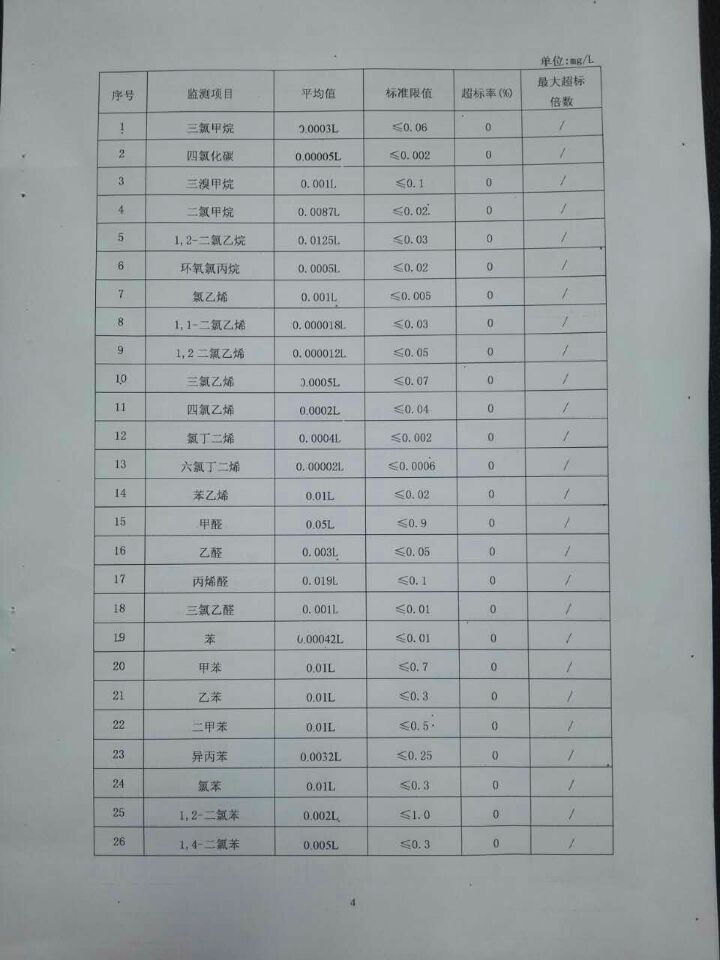 单位:mg/L
序号 监测项目 平均值 标准限值 超标率(%) 最大超标倍数
1 三氯甲烷 0.0003L ≤0.06 0 /
2 四氯化碳 0.00005L ≤0.002 0 /
3 三溴甲烷 0.001L ≤0.1 0 /
4 二氯甲烷 0.0087L ≤0.02 0 /
5 1,2-二氯乙烷 0.0125L ≤0.03 0 /
6 环氧氯丙烷 0.0005L ≤0.02 0 /
7 氯乙烯 0.001L ≤0.005 0 /
8 1,1-二氯乙烯 0.000018L ≤0.03 0 /
9 1,2二氯乙烯 0.000012L ≤0.05 0 /
10 三氯乙烯 0.0005L ≤0.07 0 /
11 四氯乙烯 0.0002L ≤0.04 0 /
12 氯丁二烯 0.0004L ≤0.002 0 /
13 六氯丁二烯 0.00002L ≤0.0006 0 /
14 苯乙烯 0.01L ≤0.02 0 /
15 甲醛 0.05L ≤0.9 0 /
16 乙醛 0.003L ≤0.05 0 /
17 丙烯醛 0.019L ≤0.1 0 /
18 三氯乙醛 0.001L ≤0.01 0 /
19 苯 0.00042L ≤0.01 0 /
20 甲苯 0.01L ≤0.7 0 /
21 乙苯 0.01L ≤0.3 0 /
22 二甲苯 0.01L ≤0.5 0 /
23 异丙苯 0.0032L ≤0.25 0 /
24 氯苯 0.01L ≤0.3 0 /
25 1,2-二氯苯 0.002L ≤1.0 0 /
26 1,4-二氯苯 0.005L ≤0.3 0 /
4